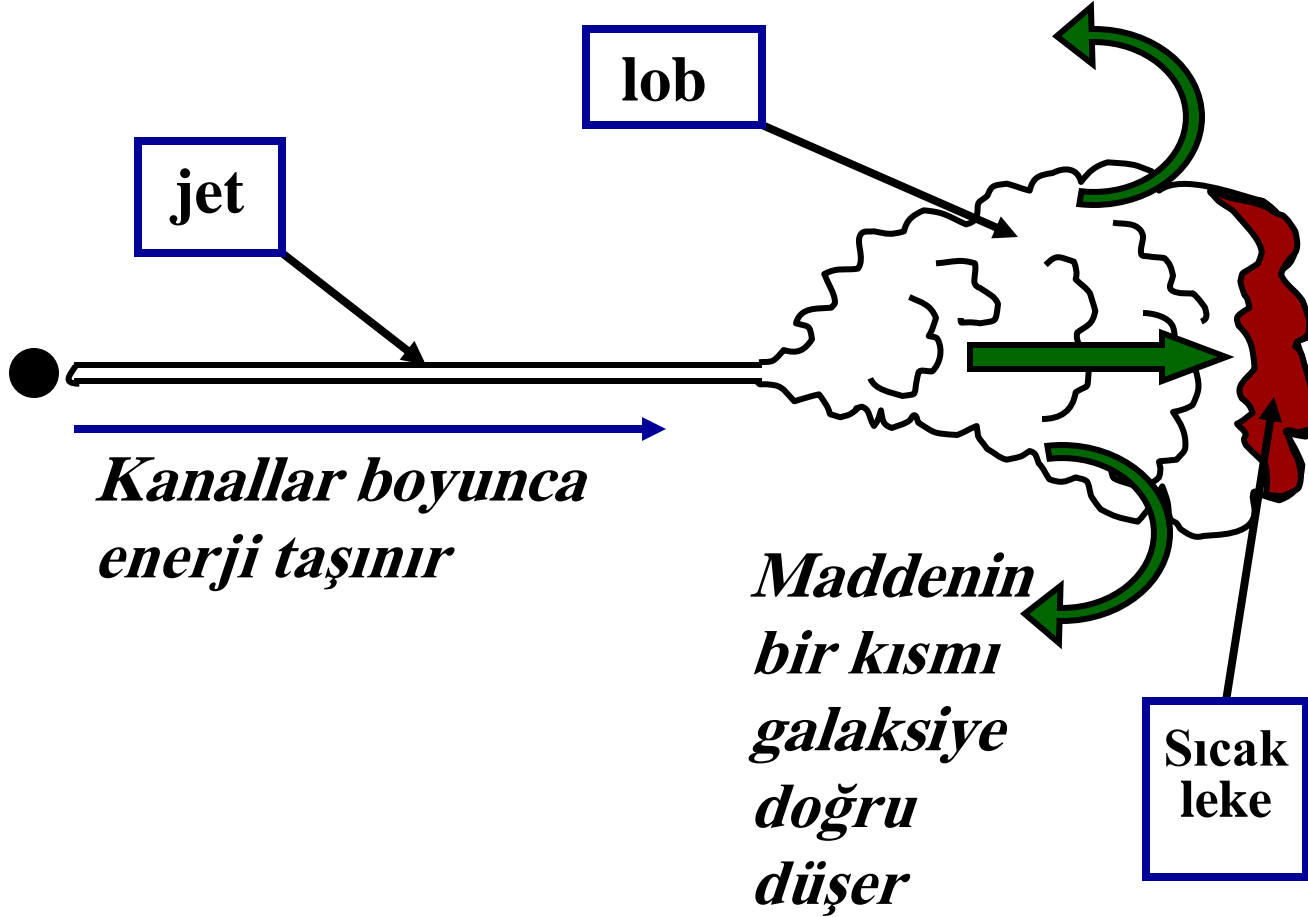 lob
jet
Kanallar boyunca
enerji taşınır
Maddenin
bir kısmı
galaksiye
doğru
düşer
Sıcak
leke